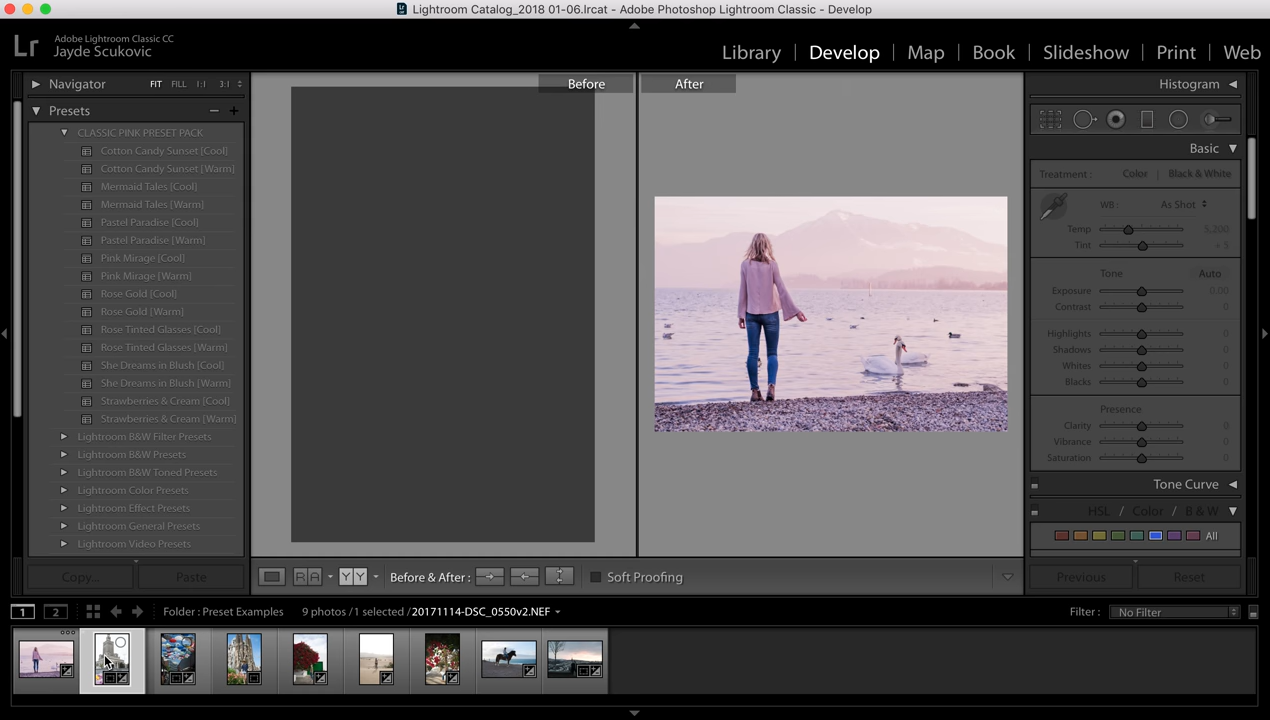 Lightroom Catalog_2018 01-06.lrcat - Adobe Photoshop Lightroom Classic - Develop
Lr
Adobe Lightroom Classic CC
Jayde Scukovic
Library | Develop | Map | Book | Slideshow | Print | Web
Navigator FIT FILL 1:1 3:1
Presets
CLASSIC PINK PRESET PACK
Cotton Candy Sunset [Cool]
Cotton Candy Sunset [Warm]
Mermaid Tales [Cool]
Mermaid Tales [Warm]
Pastel Paradise [Cool]
Pastel Paradise [Warm]
Pink Mirage [Cool]
Pink Mirage [Warm]
Rose Gold [Cool]
Rose Gold [Warm]
Rose Tinted Glasses [Cool]
Rose Tinted Glasses [Warm]
She Dreams in Blush [Cool]
She Dreams in Blush [Warm]
Strawberries & Cream [Cool]
Strawberries & Cream [Warm]
Lightroom B&W Filter Presets
Lightroom B&W Presets
Lightroom B&W Toned Presets
Lightroom Color Presets
Lightroom Effect Presets
Lightroom General Presets
Lightroom Video Presets
Copy... Paste
Before After
Histogram
Basic
Treatment : Color | Black & White
WB : As Shot
Temp 5,200
Tint + 5
Tone Auto
Exposure 0.00
Contrast 0
Highlights 0
Shadows 0
Whites 0
Blacks 0
Presence
Clarity 0
Vibrance 0
Saturation 0
Tone Curve
HSL / Color / B & W
All
Previous Reset
R A Y Y Before & After : Soft Proofing
1 2 Folder : Preset Examples 9 photos / 1 selected / 20171114-DSC_0550v2.NEF Filter : No Filter